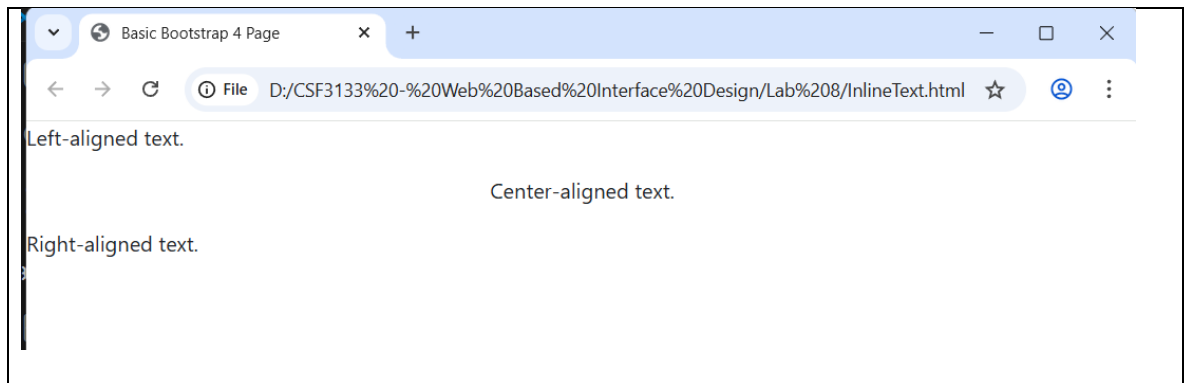 Basic Bootstrap 4 Page
File D:/CSF3133%20-%20Web%20Based%20Interface%20Design/Lab%208/InlineText.html
Left-aligned text.
Center-aligned text.
Right-aligned text.